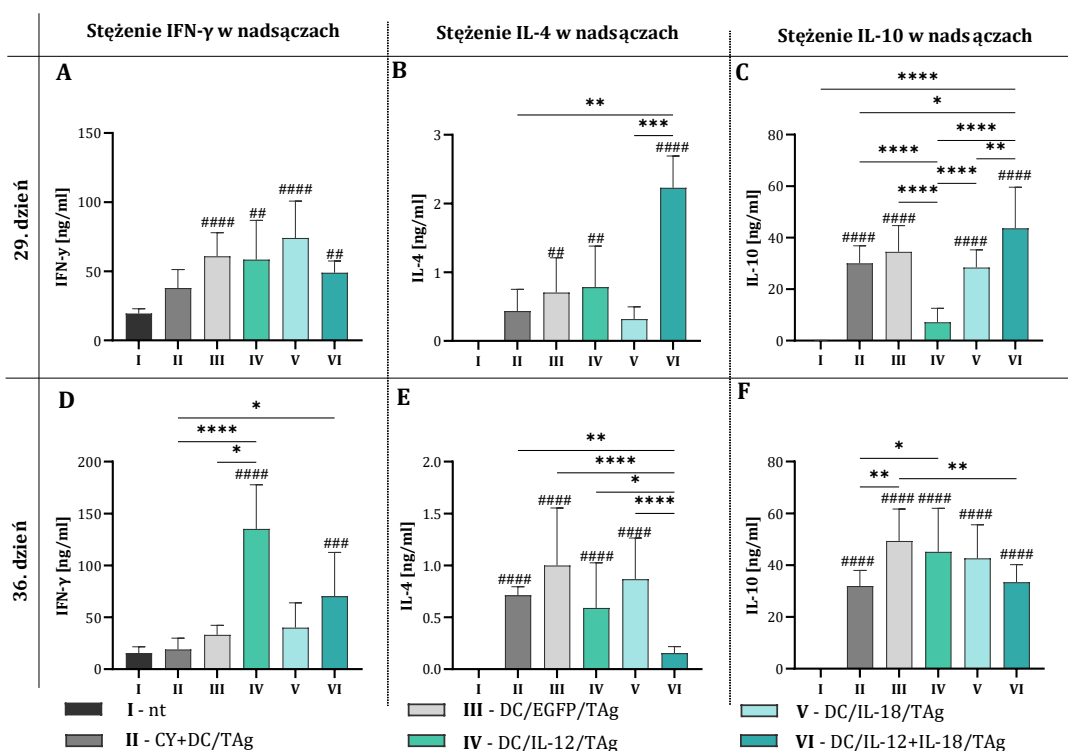 Stężenie IFN-γ w nadsączach
Stężenie IL-4 w nadsączach
Stężenie IL-10 w nadsączach
29. dzień
A
IFN-γ [ng/ml]
150
100
50
0
####
##
####
##
I II III IV V VI
B
IL-4 [ng/ml]
3
2
1
0
**
***
####
##
##
I II III IV V VI
C
IL-10 [ng/ml]
80
60
40
20
0
****
*
****
****
**
****
****
####
####
####
####
I II III IV V VI
36. dzień
D
IFN-γ [ng/ml]
200
150
100
50
0
*
****
*
####
###
I II III IV V VI
E
IL-4 [ng/ml]
2.0
1.5
1.0
0.5
0.0
**
****
*
****
####
####
####
####
I II III IV V VI
F
IL-10 [ng/ml]
80
60
40
20
0
*
**
**
####
####
####
####
####
I II III IV V VI
I - nt
II - CY+DC/TAg
III - DC/EGFP/TAg
IV - DC/IL-12/TAg
V - DC/IL-18/TAg
VI - DC/IL-12+IL-18/TAg